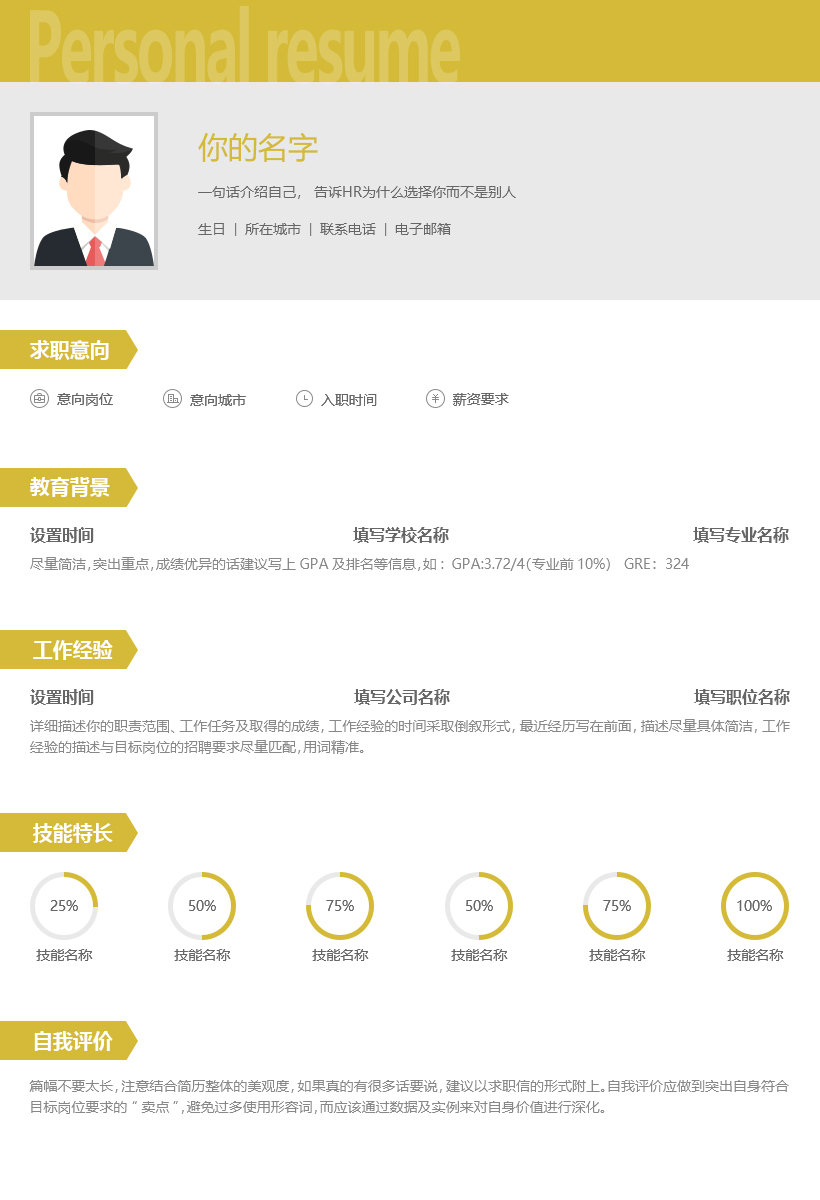 Personal resume
你的名字
一句话介绍自己， 告诉HR为什么选择你而不是别人
生日 | 所在城市 | 联系电话 | 电子邮箱
求职意向
意向岗位 意向城市 入职时间 ¥ 薪资要求
教育背景
设置时间 填写学校名称 填写专业名称
尽量简洁，突出重点，成绩优异的话建议写上 GPA 及排名等信息，如： GPA:3.72/4（专业前 10%） GRE：324
工作经验
设置时间 填写公司名称 填写职位名称
详细描述你的职责范围、工作任务及取得的成绩，工作经验的时间采取倒叙形式，最近经历写在前面，描述尽量具体简洁，工作
经验的描述与目标岗位的招聘要求尽量匹配，用词精准。
技能特长
25% 50% 75% 50% 75% 100%
技能名称 技能名称 技能名称 技能名称 技能名称 技能名称
自我评价
篇幅不要太长，注意结合简历整体的美观度，如果真的有很多话要说，建议以求职信的形式附上。自我评价应做到突出自身符合
目标岗位要求的 " 卖点 "，避免过多使用形容词，而应该通过数据及实例来对自身价值进行深化。